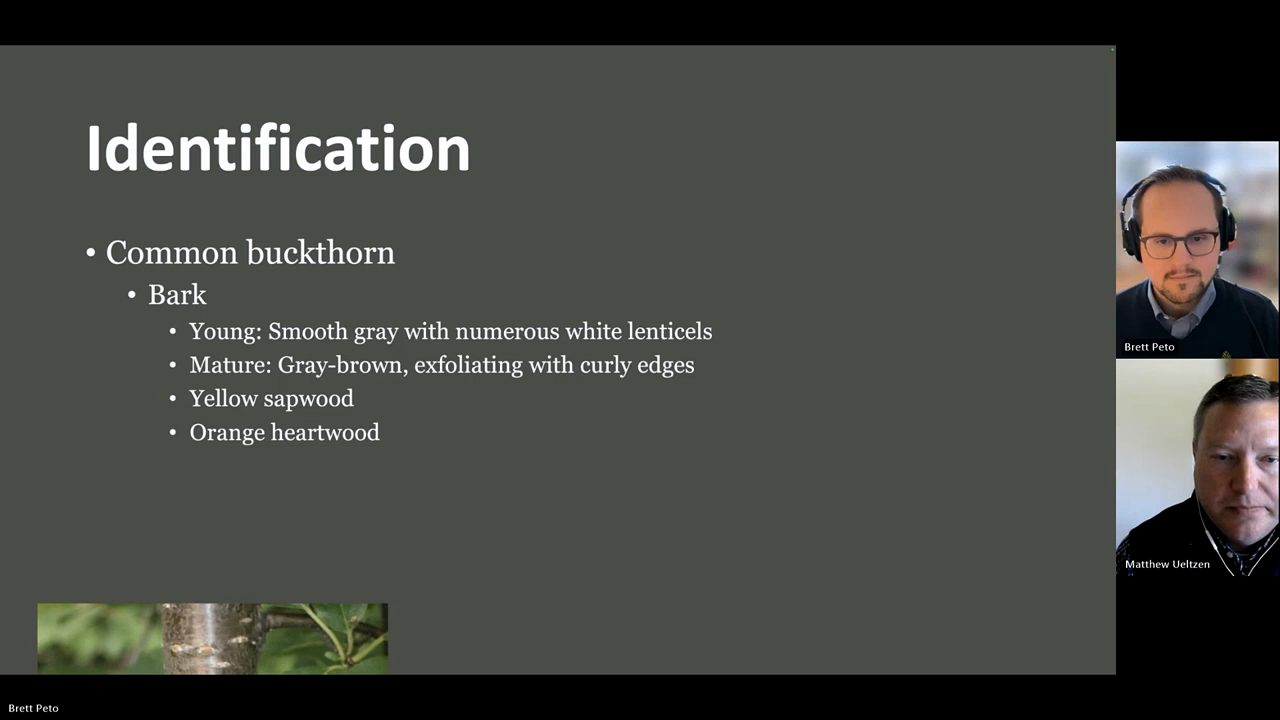 Identification
• Common buckthorn
• Bark
• Young: Smooth gray with numerous white lenticels
• Mature: Gray-brown, exfoliating with curly edges
• Yellow sapwood
• Orange heartwood
Brett Peto
Matthew Ueltzen
Brett Peto